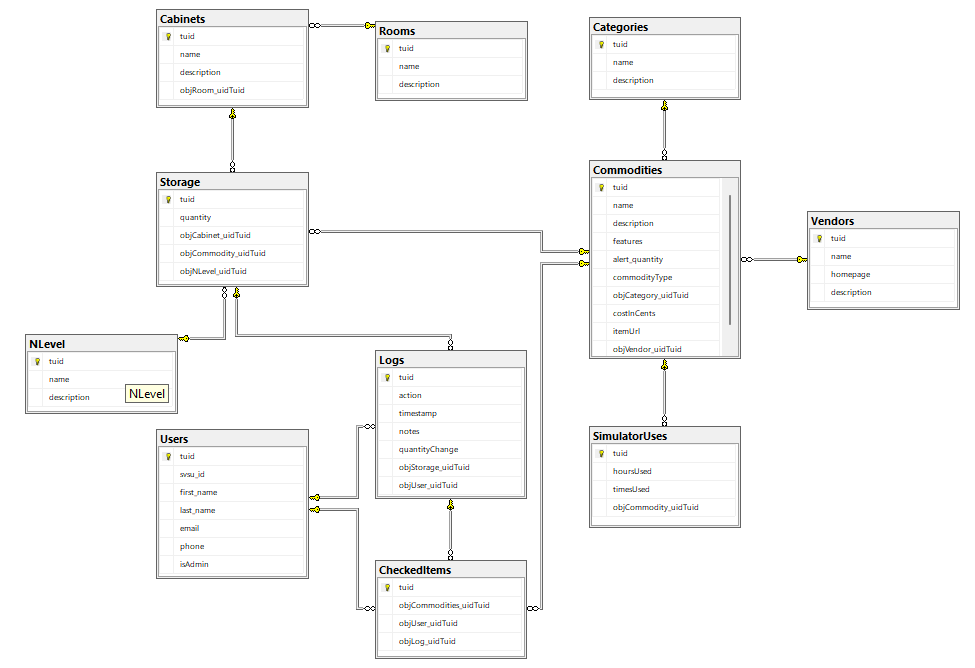 Cabinets
tuid
name
description
objRoom_uidTuid
Rooms
tuid
name
description
Categories
tuid
name
description
Storage
tuid
quantity
objCabinet_uidTuid
objCommodity_uidTuid
objNLevel_uidTuid
Commodities
tuid
name
description
features
alert_quantity
commodityType
objCategory_uidTuid
costInCents
itemUrl
objVendor_uidTuid
Vendors
tuid
name
homepage
description
NLevel
tuid
name
description
NLevel
Logs
tuid
action
timestamp
notes
quantityChange
objStorage_uidTuid
objUser_uidTuid
Users
tuid
svsu_id
first_name
last_name
email
phone
isAdmin
SimulatorUses
tuid
hoursUsed
timesUsed
objCommodity_uidTuid
CheckedItems
tuid
objCommodities_uidTuid
objUser_uidTuid
objLog_uidTuid